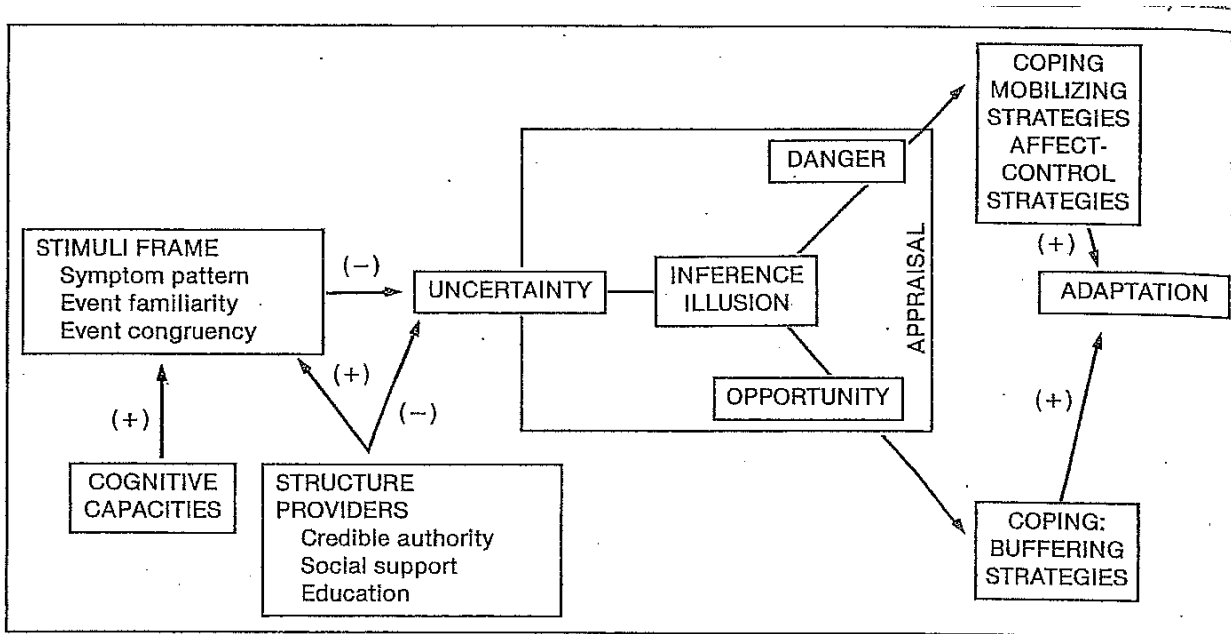 COPING
MOBILIZING
STRATEGIES
AFFECT-
CONTROL
STRATEGIES
DANGER
STIMULI FRAME
Symptom pattern
Event familiarity
Event congruency
(−)
UNCERTAINTY
INFERENCE
ILLUSION
APPRAISAL
(+)
ADAPTATION
OPPORTUNITY
(+)
(+)
(−)
(+)
COGNITIVE
CAPACITIES
STRUCTURE
PROVIDERS
Credible authority
Social support
Education
COPING:
BUFFERING
STRATEGIES